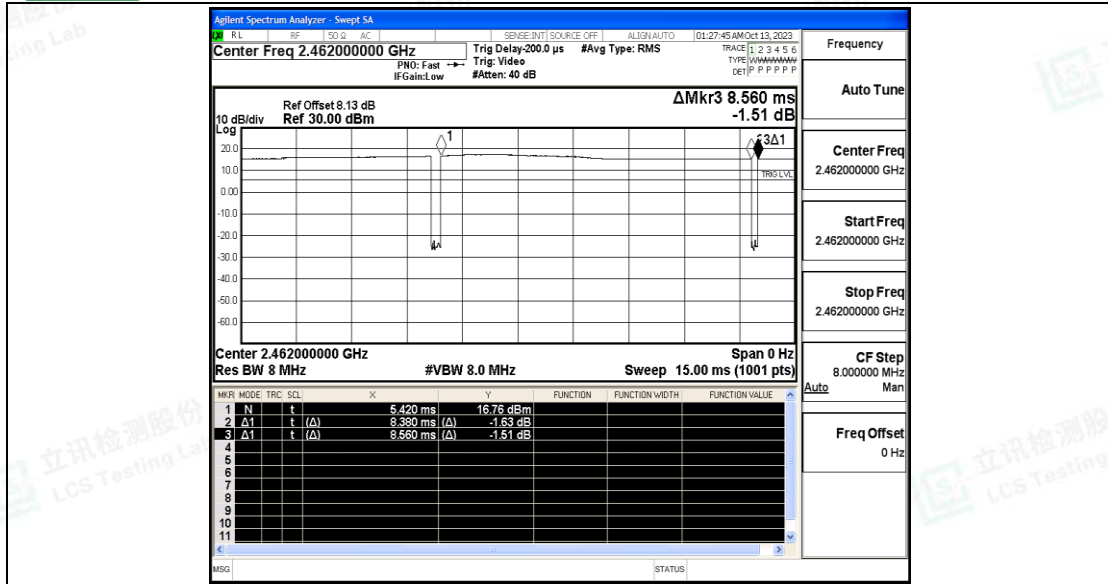 Agilent Spectrum Analyzer - Swept SA
RL RF 50 Ω AC SENSE:INT SOURCE OFF ALIGNAUTO 01:27:45 AM Oct 13, 2023
Center Freq 2.462000000 GHz Trig Delay-200.0 µs #Avg Type: RMS TRACE 1 2 3 4 5 6
PNO: Fast Trig: Video TYPE WWWWWW
IFGain:Low #Atten: 40 dB DET P P P P P P
ΔMkr3 8.560 ms
-1.51 dB
Ref Offset 8.13 dB
10 dB/div Ref 30.00 dBm
Log
20.0
10.0
0.00
-10.0
-20.0
-30.0
-40.0
-50.0
-60.0
1
3Δ1
TRIG LVL
Center 2.462000000 GHz Span 0 Hz
Res BW 8 MHz #VBW 8.0 MHz Sweep 15.00 ms (1001 pts)
MKR MODE TRC SCL X Y FUNCTION FUNCTION WIDTH FUNCTION VALUE
1 N t 5.420 ms 16.76 dBm
2 Δ1 t (Δ) 8.380 ms (Δ) -1.63 dB
3 Δ1 t (Δ) 8.560 ms (Δ) -1.51 dB
4
5
6
7
8
9
10
11
MSG STATUS
Frequency
Auto Tune
Center Freq
2.462000000 GHz
Start Freq
2.462000000 GHz
Stop Freq
2.462000000 GHz
CF Step
8.000000 MHz
Auto Man
Freq Offset
0 Hz
立讯检测股份
LCS Testing Lab
立讯检测股
LCS Testing